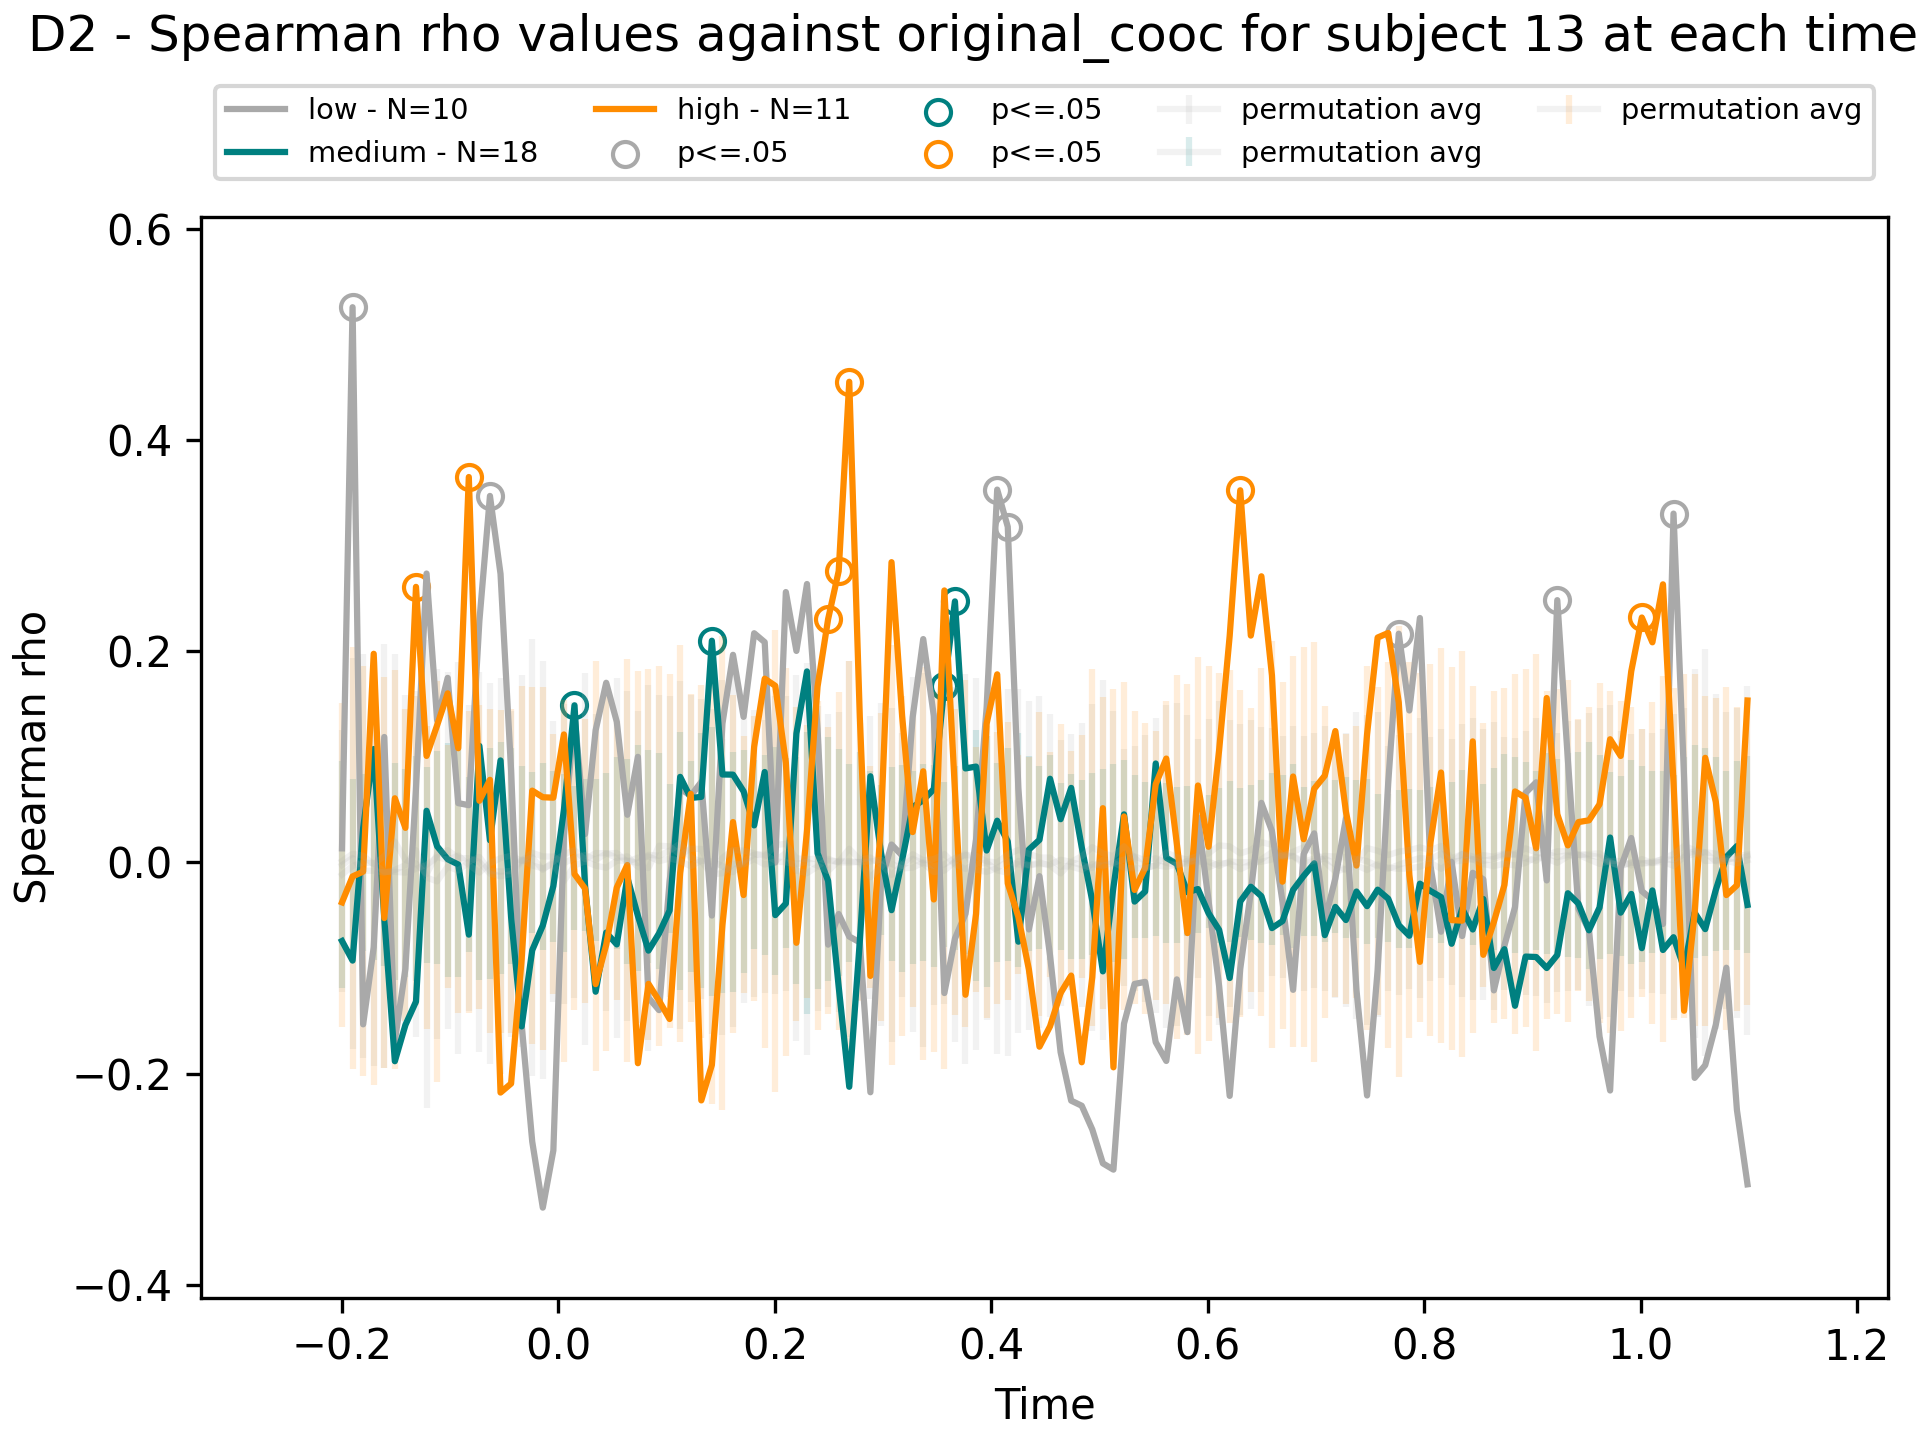 D2 - Spearman rho values against original_cooc for subject 13 at each time
low - N=10 high - N=11 p<=.05 permutation avg permutation avg
medium - N=18 p<=.05 p<=.05 permutation avg
0.6
0.4
0.2
0.0
−0.2
−0.4
Spearman rho
−0.2 0.0 0.2 0.4 0.6 0.8 1.0 1.2
Time